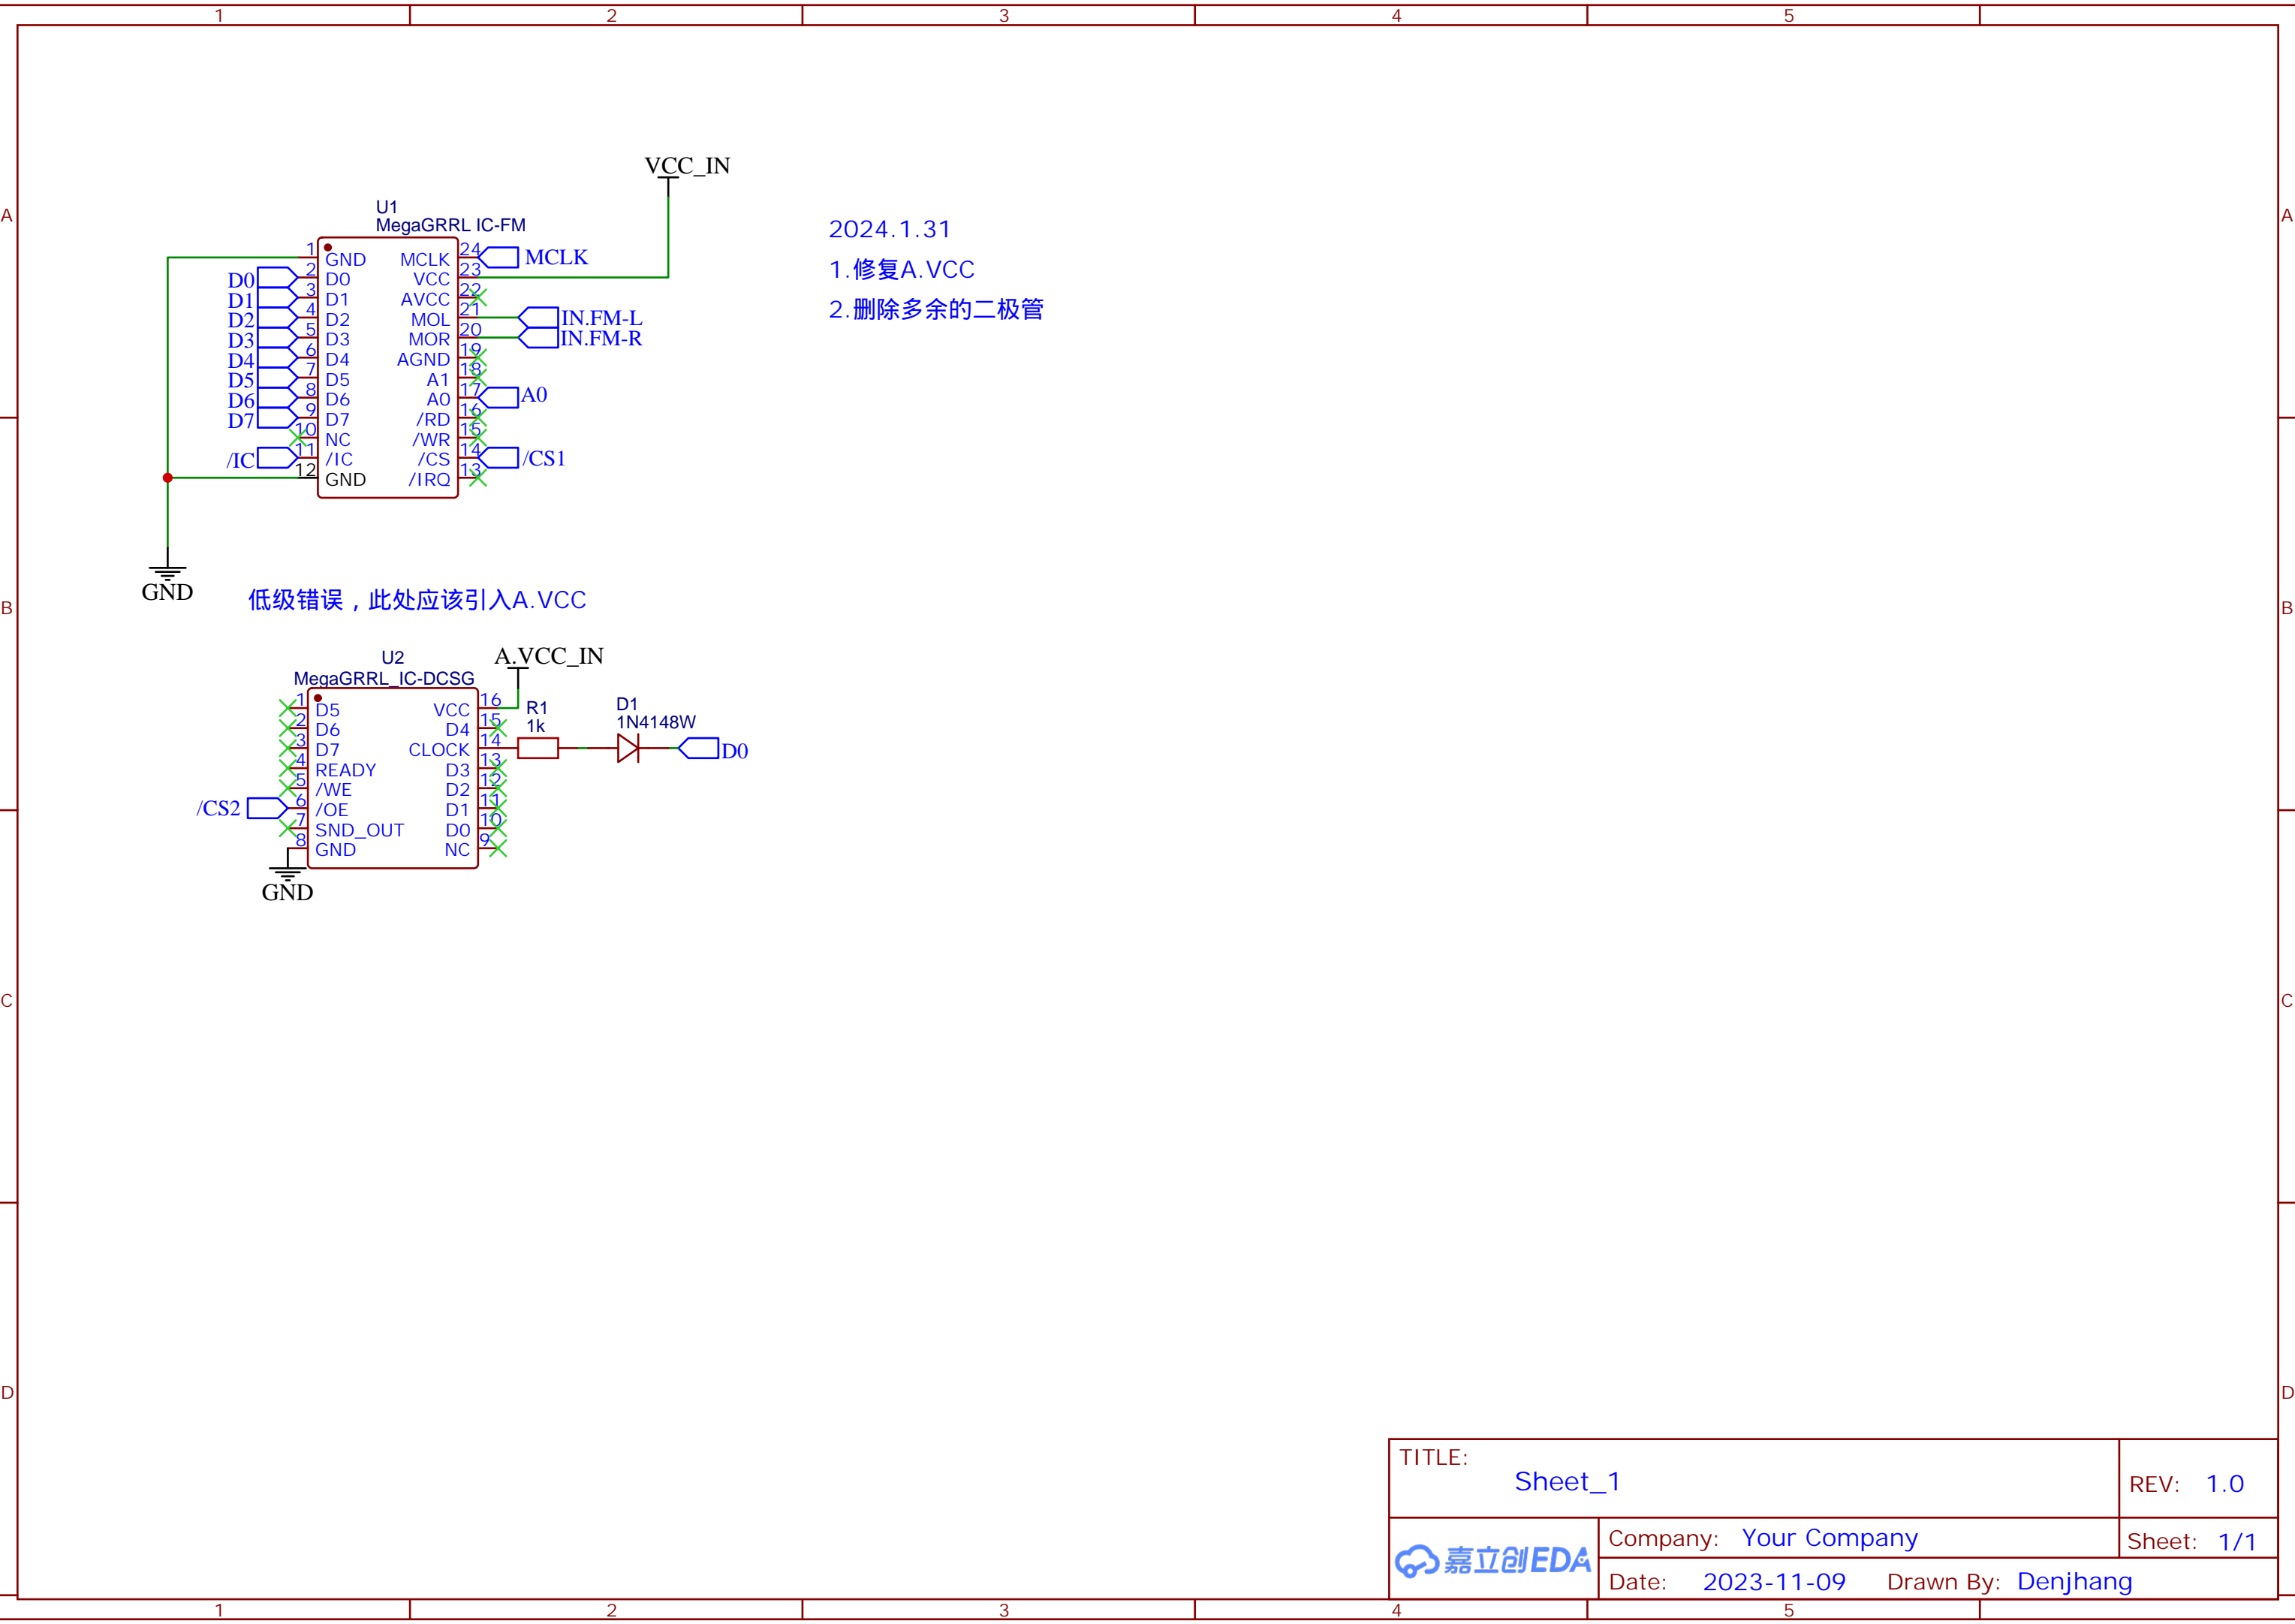 1 2 3 4 5
A A
VCC_IN
U1
MegaGRRL IC-FM
2024.1.31
1.修复A.VCC
2.删除多余的二极管
1 GND MCLK 24 MCLK
D0 2 D0 VCC 23
D1 3 D1 AVCC 22
D2 4 D2 MOL 21 IN.FM-L
D3 5 D3 MOR 20 IN.FM-R
D4 6 D4 AGND 19
D5 7 D5 A1 18
D6 8 D6 A0 17 A0
D7 9 D7 /RD 16
10 NC /WR 15
/IC 11 /IC /CS 14 /CS1
12 GND /IRQ 13
GND
B B
低级错误，此处应该引入A.VCC
U2
MegaGRRL_IC-DCSG
A.VCC_IN
1 D5 VCC 16
2 D6 D4 15
3 D7 CLOCK 14
R1
1k
D1
1N4148W
D0
4 READY D3 13
5 /WE D2 12
/CS2 6 /OE D1 11
7 SND_OUT D0 10
8 GND NC 9
GND
C C
D D
TITLE:
Sheet_1
REV: 1.0
嘉立创EDA
Company: Your Company
Sheet: 1/1
Date: 2023-11-09 Drawn By: Denjhang
1 2 3 4 5